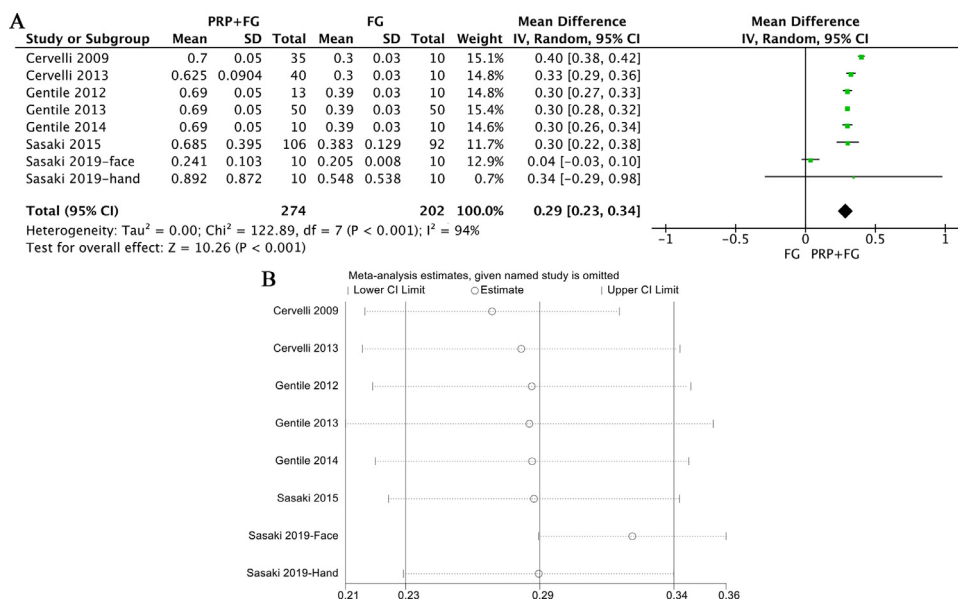 A
PRP+FG FG Mean Difference Mean Difference
Study or Subgroup Mean SD Total Mean SD Total Weight IV, Random, 95% CI IV, Random, 95% CI
Cervelli 2009 0.7 0.05 35 0.3 0.03 10 15.1% 0.40 [0.38, 0.42]
Cervelli 2013 0.625 0.0904 40 0.3 0.03 10 14.8% 0.33 [0.29, 0.36]
Gentile 2012 0.69 0.05 13 0.39 0.03 10 14.8% 0.30 [0.27, 0.33]
Gentile 2013 0.69 0.05 50 0.39 0.03 50 15.4% 0.30 [0.28, 0.32]
Gentile 2014 0.69 0.05 10 0.39 0.03 10 14.6% 0.30 [0.26, 0.34]
Sasaki 2015 0.685 0.395 106 0.383 0.129 92 11.7% 0.30 [0.22, 0.38]
Sasaki 2019-face 0.241 0.103 10 0.205 0.008 10 12.9% 0.04 [-0.03, 0.10]
Sasaki 2019-hand 0.892 0.872 10 0.548 0.538 10 0.7% 0.34 [-0.29, 0.98]
Total (95% CI) 274 202 100.0% 0.29 [0.23, 0.34]
Heterogeneity: Tau² = 0.00; Chi² = 122.89, df = 7 (P < 0.001); I² = 94%
Test for overall effect: Z = 10.26 (P < 0.001)
-1 -0.5 0 0.5 1
FG PRP+FG
B
Meta-analysis estimates, given named study is omitted
Lower CI Limit Estimate Upper CI Limit
Cervelli 2009
Cervelli 2013
Gentile 2012
Gentile 2013
Gentile 2014
Sasaki 2015
Sasaki 2019-Face
Sasaki 2019-Hand
0.21 0.23 0.29 0.34 0.36